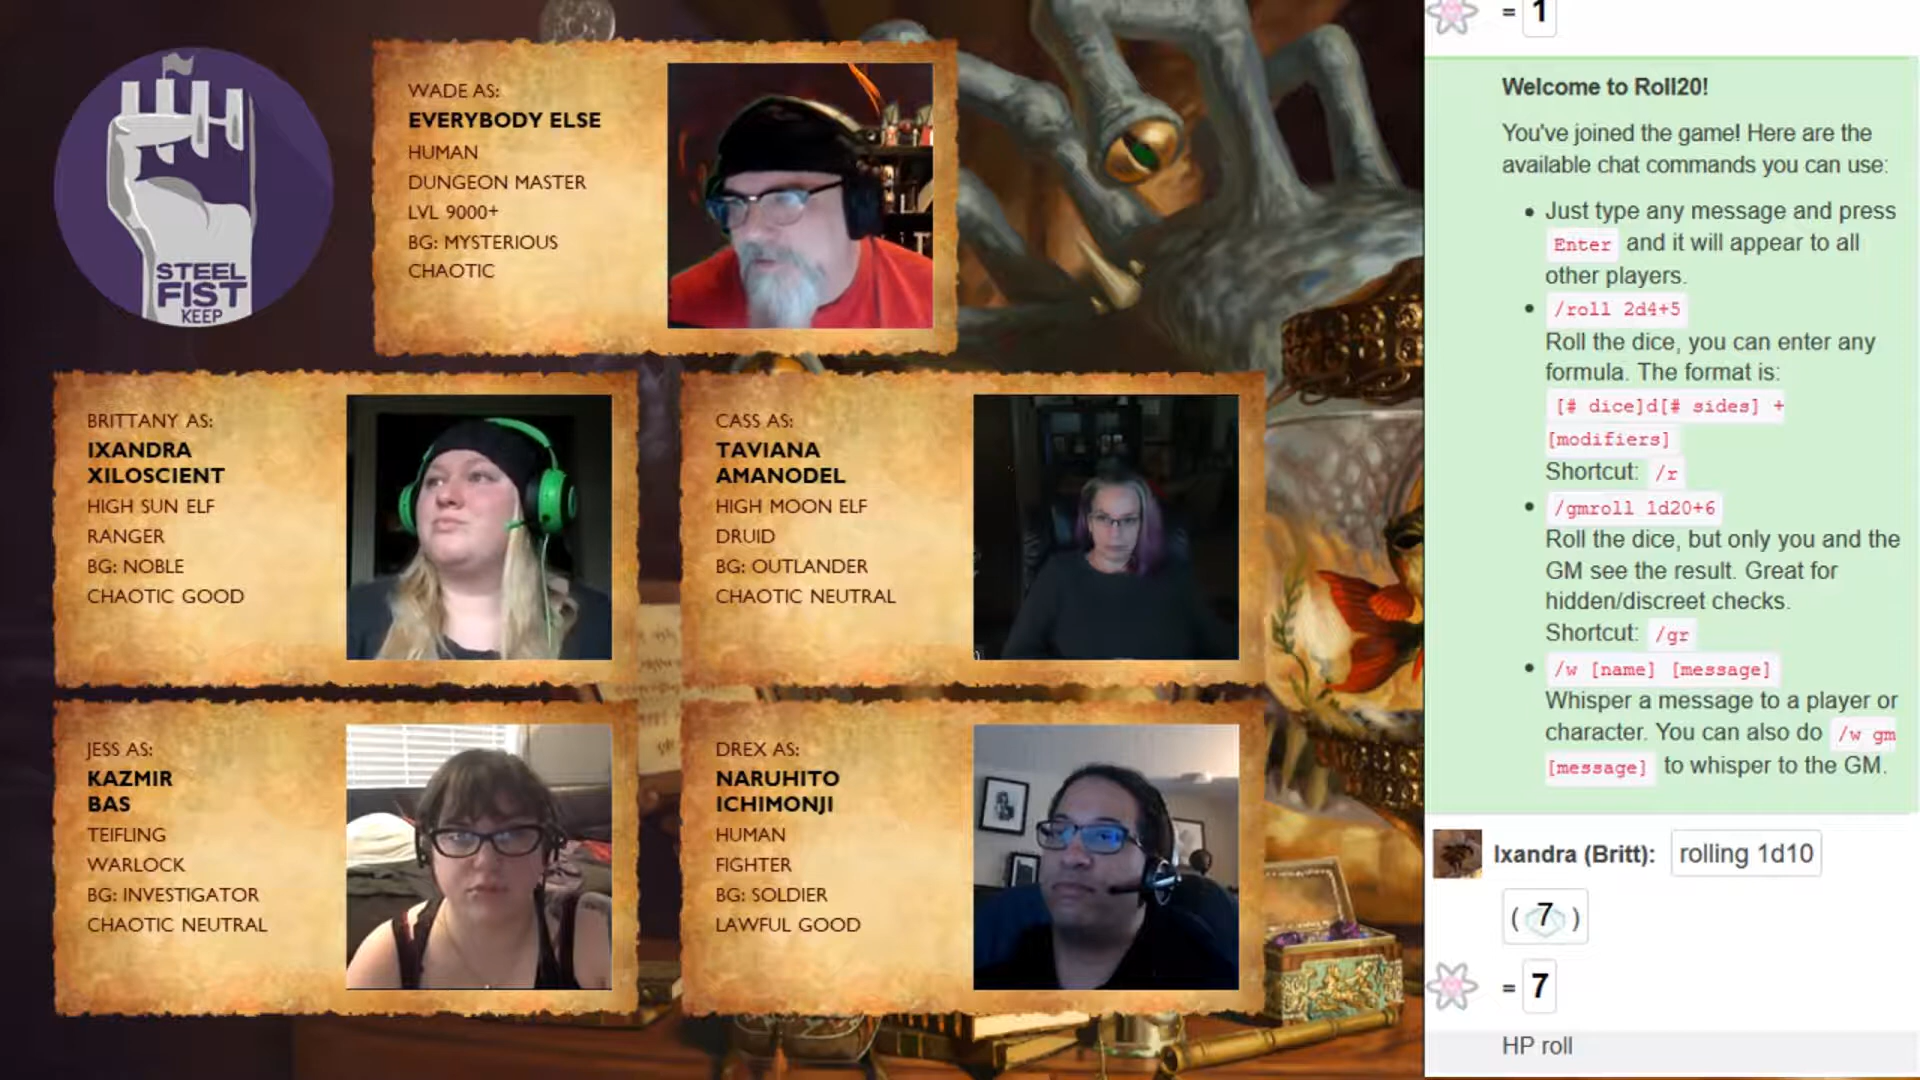 STEEL
FIST
KEEP
WADE AS:
EVERYBODY ELSE
HUMAN
DUNGEON MASTER
LVL 9000+
BG: MYSTERIOUS
CHAOTIC
BRITTANY AS:
IXANDRA
XILOSCIENT
HIGH SUN ELF
RANGER
BG: NOBLE
CHAOTIC GOOD
CASS AS:
TAVIANA
AMANODEL
HIGH MOON ELF
DRUID
BG: OUTLANDER
CHAOTIC NEUTRAL
JESS AS:
KAZMIR
BAS
TEIFLING
WARLOCK
BG: INVESTIGATOR
CHAOTIC NEUTRAL
DREX AS:
NARUHITO
ICHIMONJI
HUMAN
FIGHTER
BG: SOLDIER
LAWFUL GOOD
= 1
Welcome to Roll20!
You've joined the game! Here are the
available chat commands you can use:
• Just type any message and press
Enter and it will appear to all
other players.
• /roll 2d4+5
Roll the dice, you can enter any
formula. The format is:
[# dice]d[# sides] +
[modifiers]
Shortcut: /r
• /gmroll 1d20+6
Roll the dice, but only you and the
GM see the result. Great for
hidden/discreet checks.
Shortcut: /gr
• /w [name] [message]
Whisper a message to a player or
character. You can also do /w gm
[message] to whisper to the GM.
Ixandra (Britt): rolling 1d10
(7)
= 7
HP roll